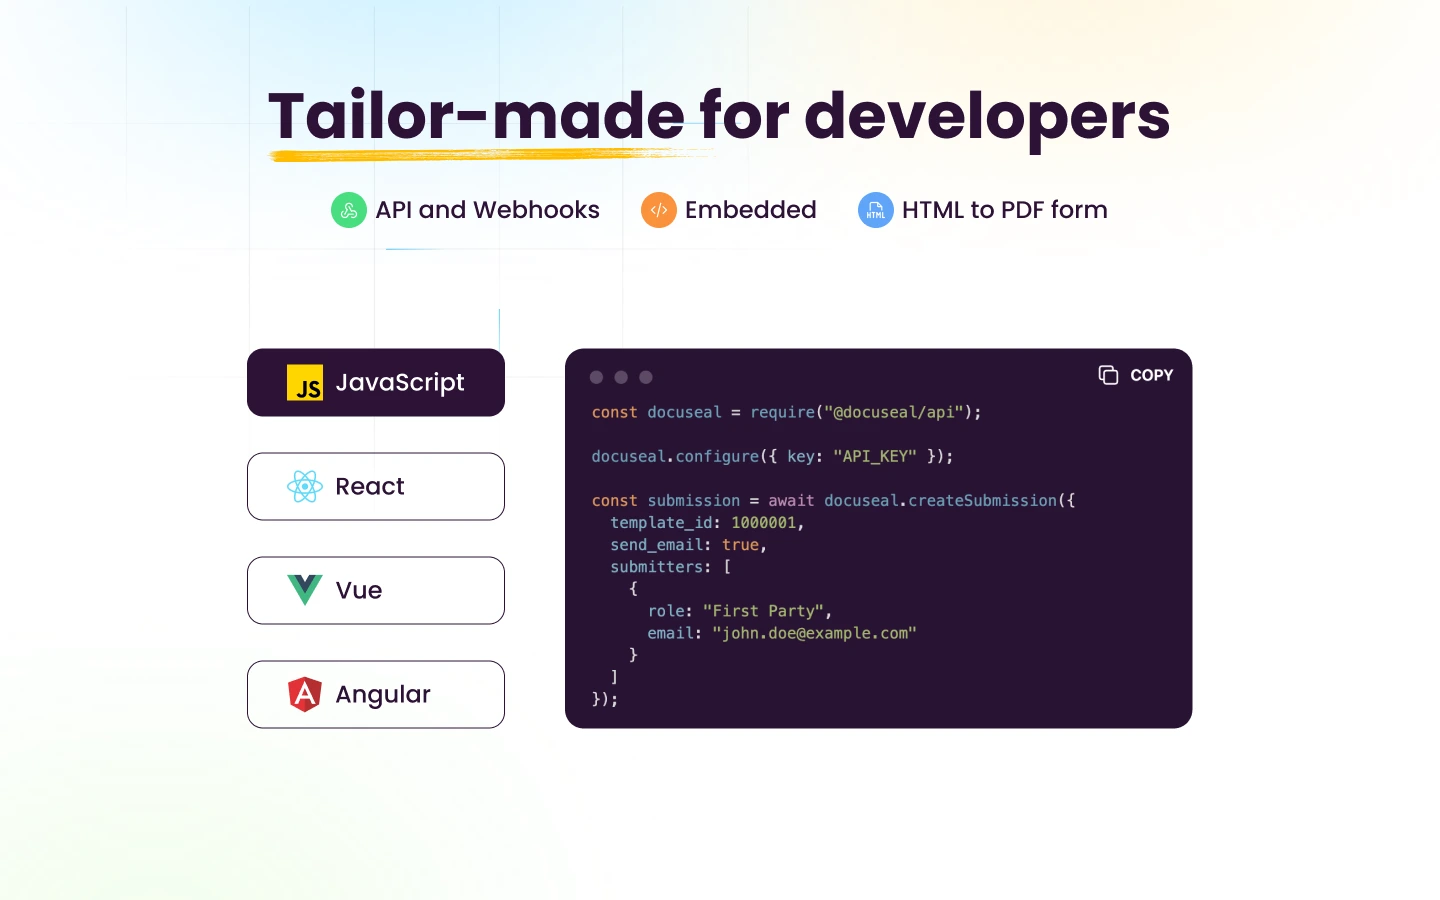 Tailor-made for developers
API and Webhooks
Embedded
HTML
HTML to PDF form
JS
JavaScript
React
Vue
A
Angular
COPY
const docuseal = require("@docuseal/api");
docuseal.configure({ key: "API_KEY" });
const submission = await docuseal.createSubmission({
  template_id: 1000001,
  send_email: true,
  submitters: [
    {
      role: "First Party",
      email: "john.doe@example.com"
    }
  ]
});